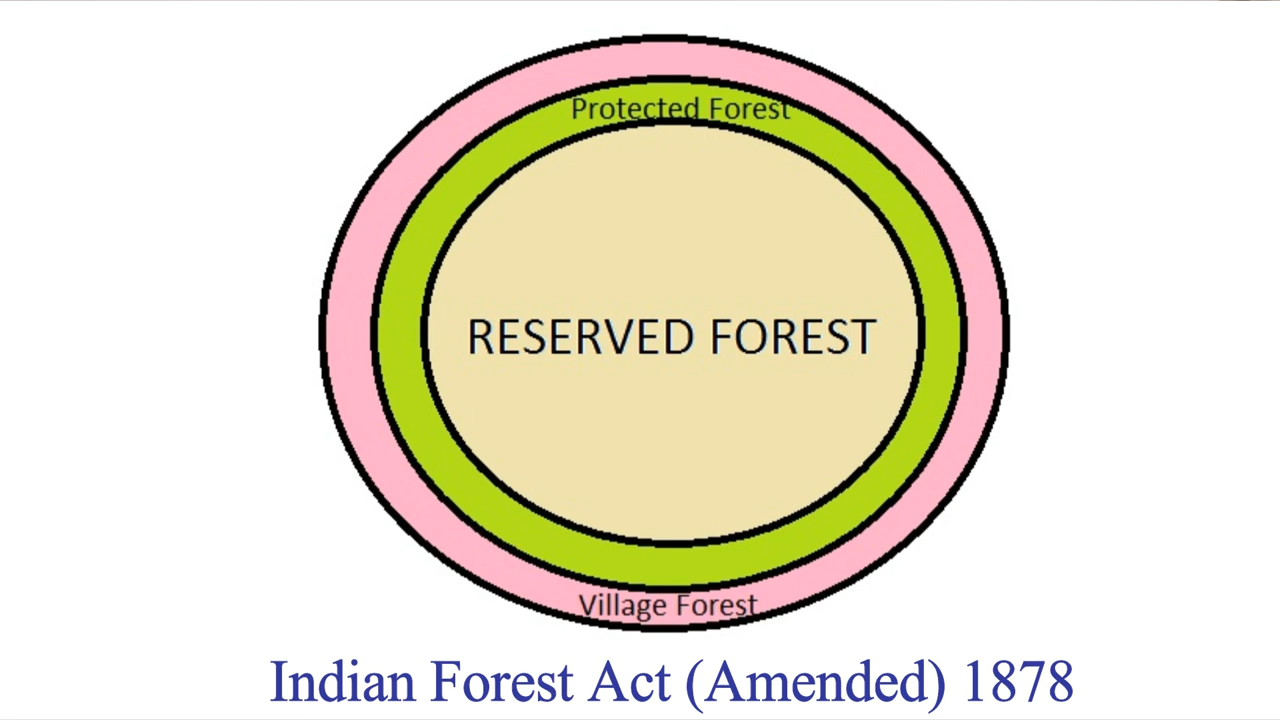 Protected Forest
RESERVED FOREST
Village Forest
Indian Forest Act (Amended) 1878